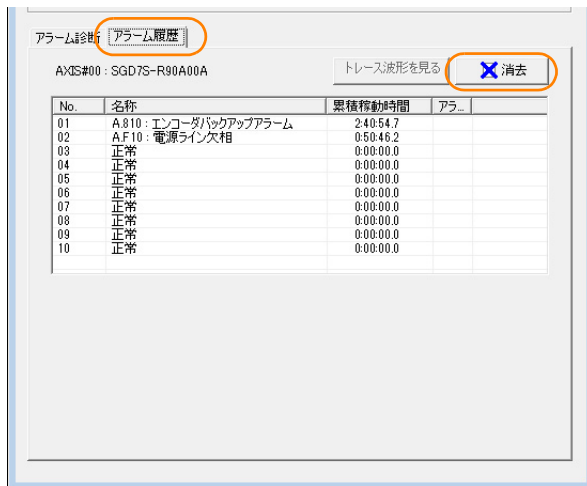 アラーム診断 アラーム履歴
AXIS#00 : SGD7S-R90A00A トレース波形を見る 消去
No. 名称 累積稼動時間 アラ...
01 A.810 : エンコーダバックアップアラーム 2:40:54.7
02 A.F10 : 電源ライン欠相 0:50:46.2
03 正常 0:00:00.0
04 正常 0:00:00.0
05 正常 0:00:00.0
06 正常 0:00:00.0
07 正常 0:00:00.0
08 正常 0:00:00.0
09 正常 0:00:00.0
10 正常 0:00:00.0